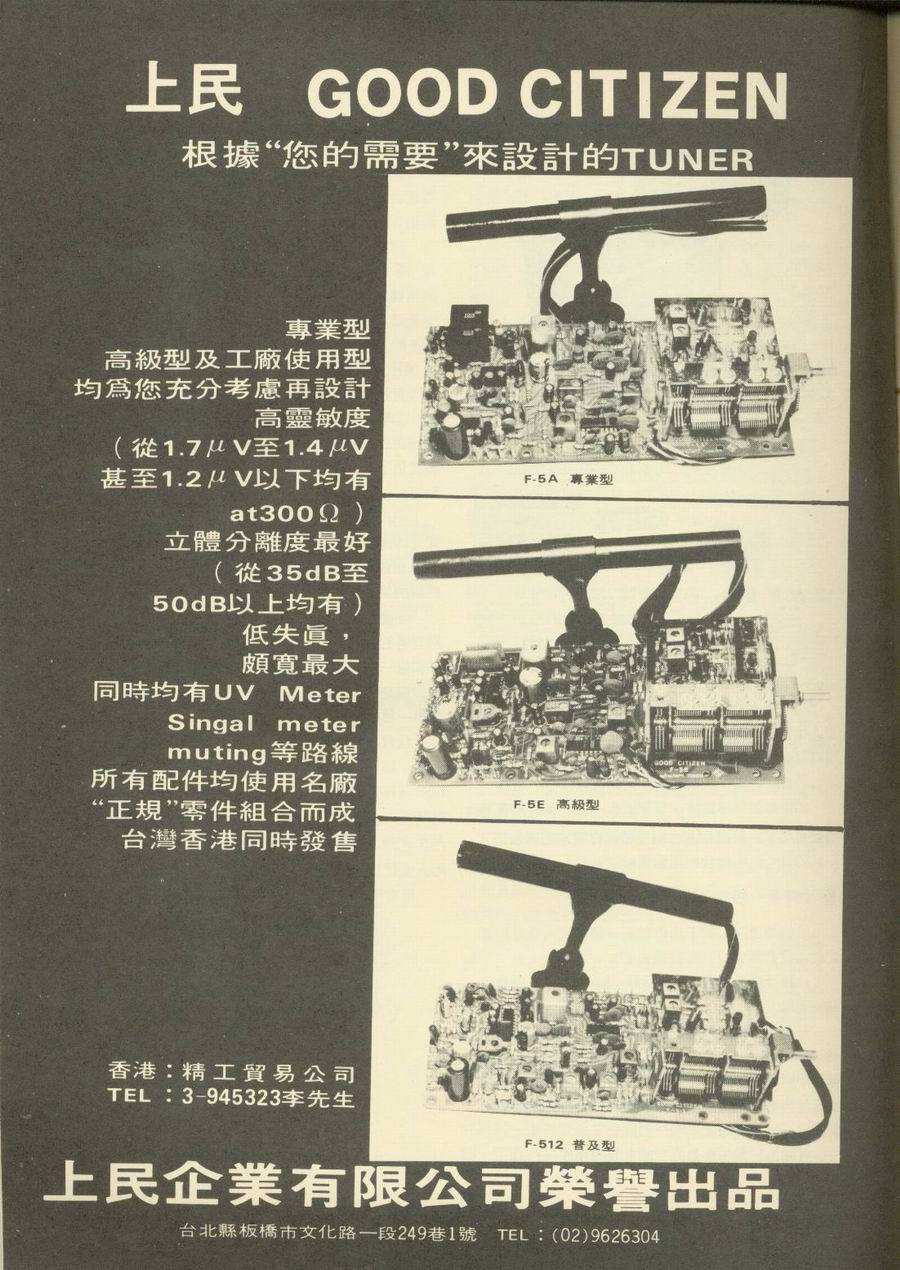 上民 GOOD CITIZEN
根據“您的需要”來設計的TUNER
專業型
高級型及工廠使用型
均爲您充分考慮再設計
高靈敏度
（從1.7μV至1.4μV
甚至1.2μV以下均有
at300Ω）
立體分離度最好
（從35dB至
50dB以上均有）
低失眞，
頗寬最大
同時均有UV Meter
Singal meter
muting等路線
所有配件均使用名廠
“正規”零件組合而成
台灣香港同時發售
F-5A 專業型
GOOD CITIZEN
F-5E
F-5E 高級型
F-512 普及型
香港：精工貿易公司
TEL：3-945323李先生
上民企業有限公司榮譽出品
台北縣板橋市文化路一段249巷1號 TEL：(02)9626304